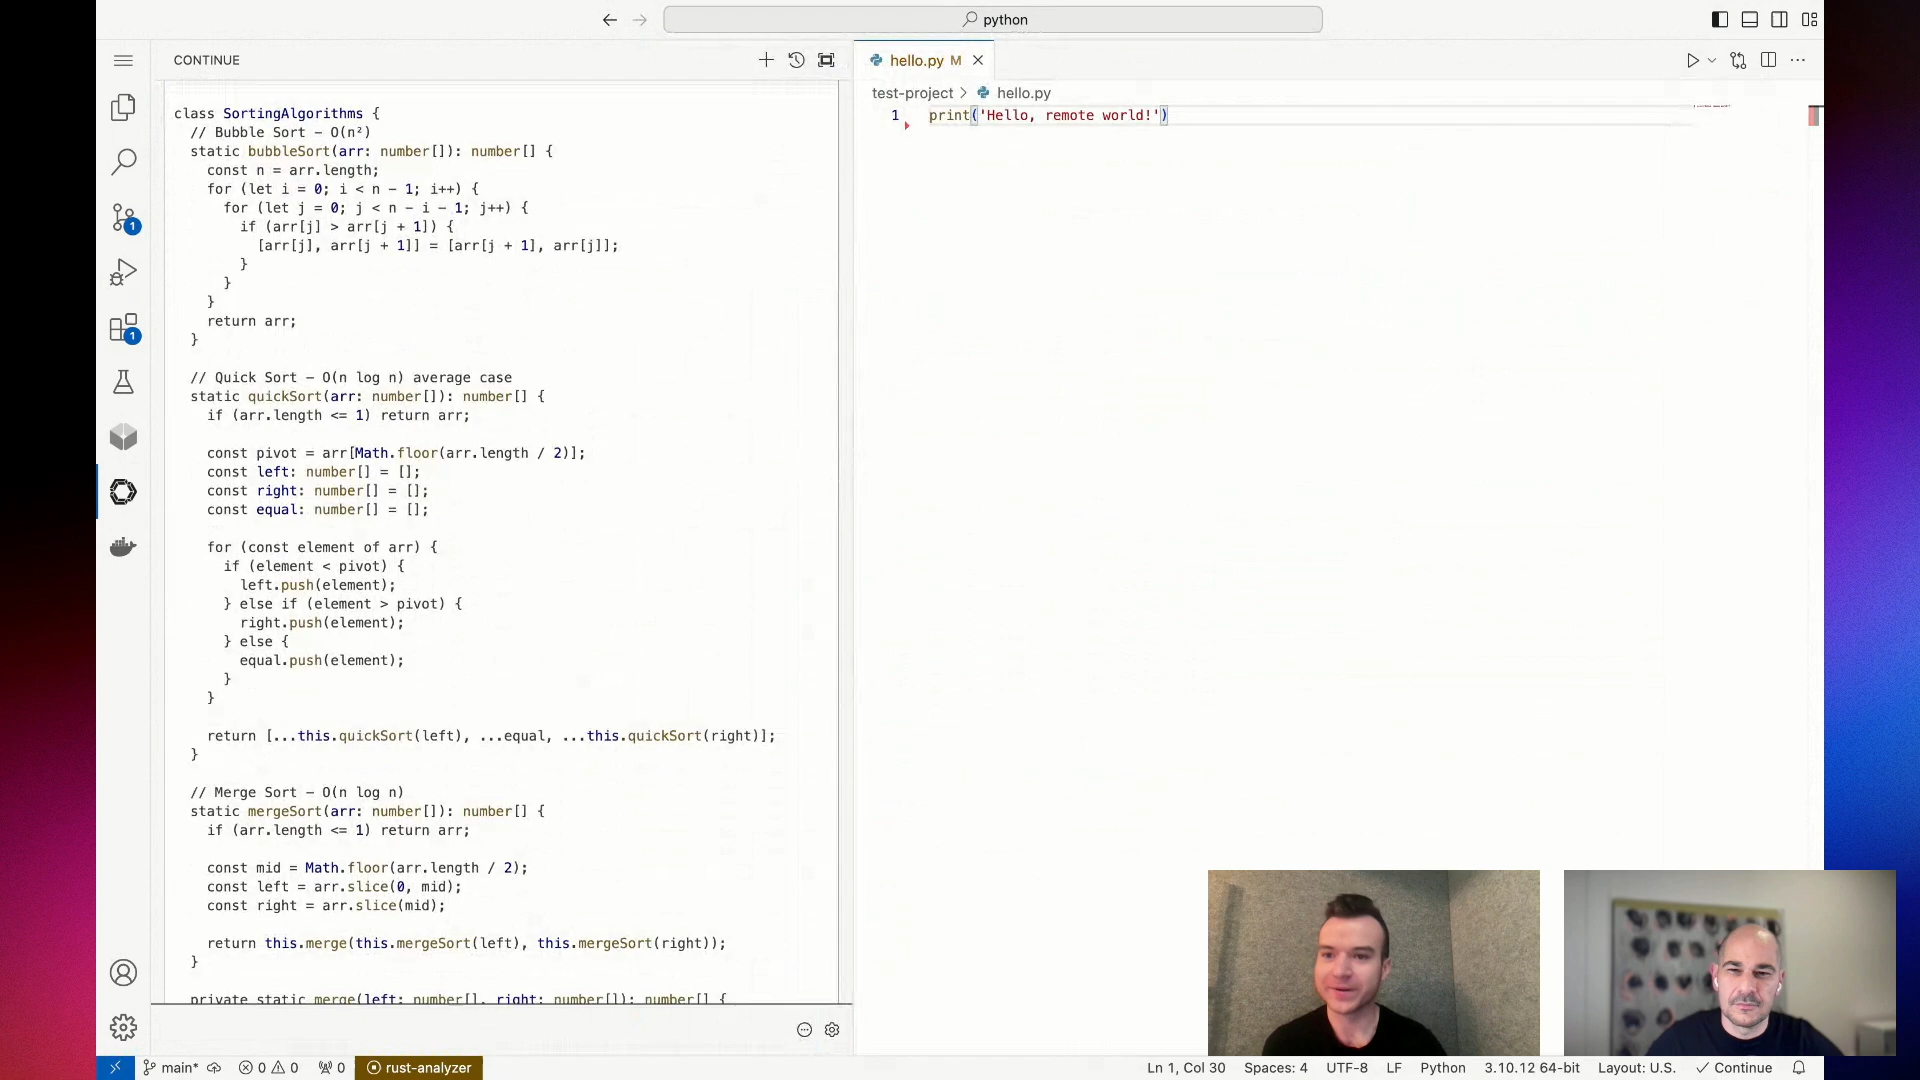 python
CONTINUE
class SortingAlgorithms {
// Bubble Sort – O(n²)
static bubbleSort(arr: number[]): number[] {
const n = arr.length;
for (let i = 0; i < n - 1; i++) {
for (let j = 0; j < n - i - 1; j++) {
if (arr[j] > arr[j + 1]) {
[arr[j], arr[j + 1]] = [arr[j + 1], arr[j]];
}
}
}
return arr;
}
// Quick Sort – O(n log n) average case
static quickSort(arr: number[]): number[] {
if (arr.length <= 1) return arr;
const pivot = arr[Math.floor(arr.length / 2)];
const left: number[] = [];
const right: number[] = [];
const equal: number[] = [];
for (const element of arr) {
if (element < pivot) {
left.push(element);
} else if (element > pivot) {
right.push(element);
} else {
equal.push(element);
}
}
return [...this.quickSort(left), ...equal, ...this.quickSort(right)];
}
// Merge Sort – O(n log n)
static mergeSort(arr: number[]): number[] {
if (arr.length <= 1) return arr;
const mid = Math.floor(arr.length / 2);
const left = arr.slice(0, mid);
const right = arr.slice(mid);
return this.merge(this.mergeSort(left), this.mergeSort(right));
}
private static merge(left: number[], right: number[]): number[] {
1
1
hello.py M
test-project > hello.py
1 print('Hello, remote world!')
main* 0 0 0 rust-analyzer Ln 1, Col 30 Spaces: 4 UTF-8 LF Python 3.10.12 64-bit Layout: U.S. Continue